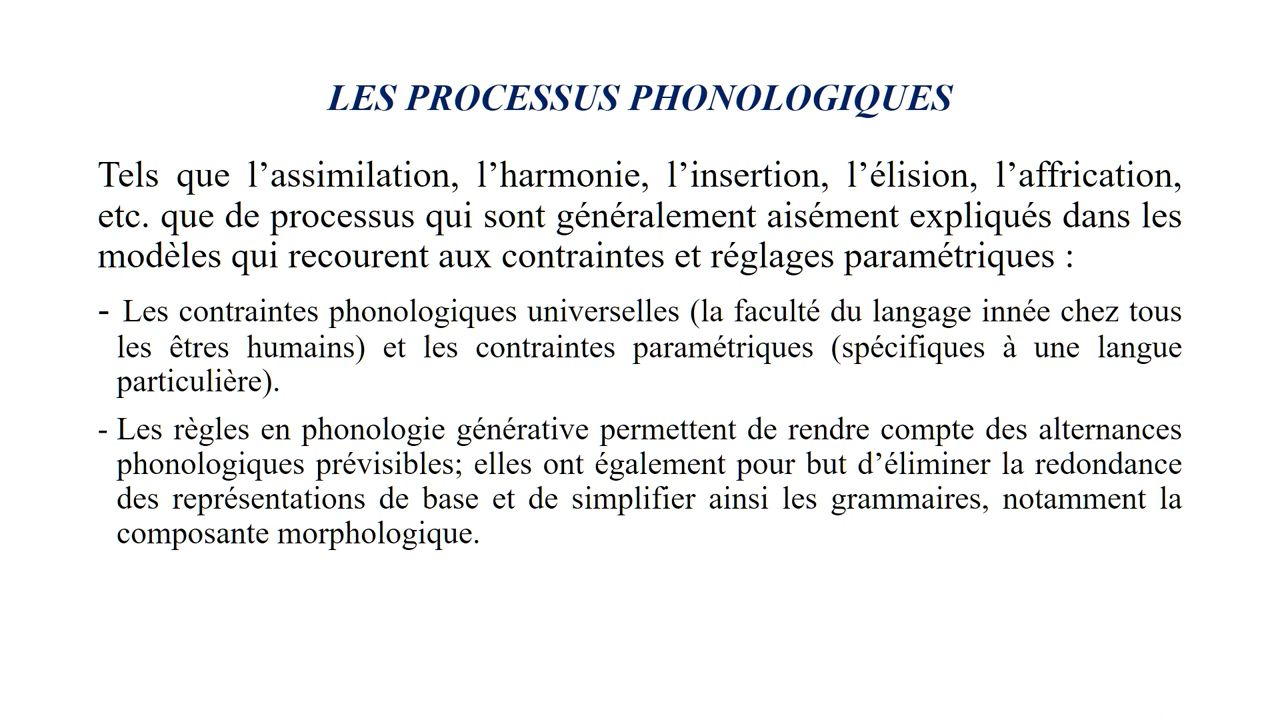 LES PROCESSUS PHONOLOGIQUES
Tels que l’assimilation, l’harmonie, l’insertion, l’élision, l’affrication,
etc. que de processus qui sont généralement aisément expliqués dans les
modèles qui recourent aux contraintes et réglages paramétriques :
- Les contraintes phonologiques universelles (la faculté du langage innée chez tous
les êtres humains) et les contraintes paramétriques (spécifiques à une langue
particulière).
- Les règles en phonologie générative permettent de rendre compte des alternances
phonologiques prévisibles; elles ont également pour but d’éliminer la redondance
des représentations de base et de simplifier ainsi les grammaires, notamment la
composante morphologique.